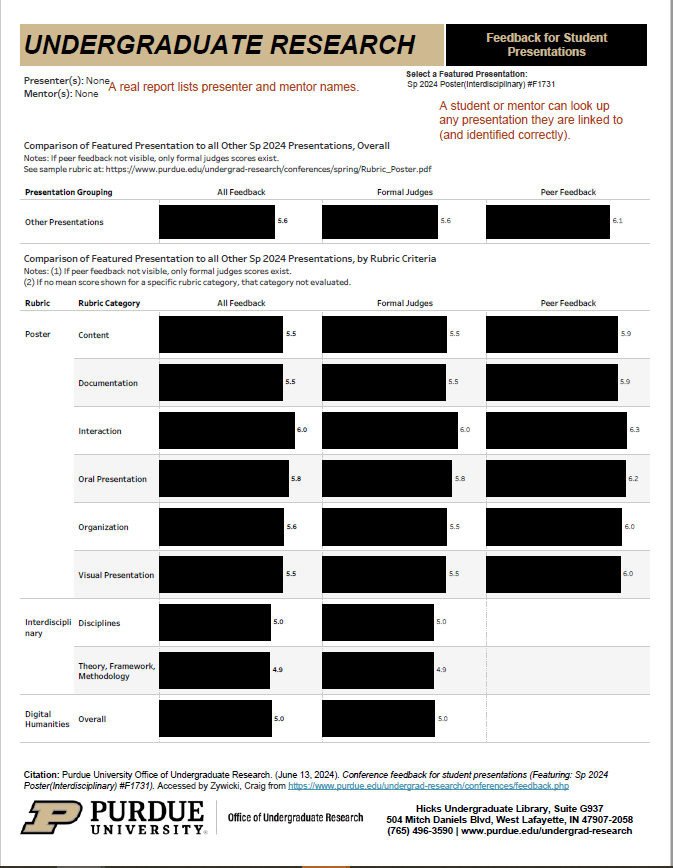 UNDERGRADUATE RESEARCH
Feedback for Student
Presentations
Presenter(s): None
Mentor(s): None
A real report lists presenter and mentor names.
Select a Featured Presentation:
Sp 2024 Poster(Interdisciplinary) #F1731
A student or mentor can look up
any presentation they are linked to
(and identified correctly).
Comparison of Featured Presentation to all Other Sp 2024 Presentations, Overall
Notes: If peer feedback not visible, only formal judges scores exist.
See sample rubric at: https://www.purdue.edu/undergrad-research/conferences/spring/Rubric_Poster.pdf
Presentation Grouping All Feedback Formal Judges Peer Feedback
Other Presentations 5.6 5.6 6.1
Comparison of Featured Presentation to all Other Sp 2024 Presentations, by Rubric Criteria
Notes: (1) If peer feedback not visible, only formal judges scores exist.
(2) If no mean score shown for a specific rubric category, that category not evaluated.
Rubric Rubric Category All Feedback Formal Judges Peer Feedback
Poster Content 5.5 5.5 5.9
Documentation 5.5 5.5 5.9
Interaction 6.0 6.0 6.3
Oral Presentation 5.8 5.8 6.2
Organization 5.6 5.5 6.0
Visual Presentation 5.5 5.5 6.0
Interdiscipli
nary
Disciplines 5.0 5.0
Theory, Framework,
Methodology
4.9 4.9
Digital
Humanities
Overall 5.0 5.0
Citation: Purdue University Office of Undergraduate Research. (June 13, 2024). Conference feedback for student presentations (Featuring: Sp 2024
Poster(Interdisciplinary) #F1731). Accessed by Zywicki, Craig from https://www.purdue.edu/undergrad-research/conferences/feedback.php
PURDUE
UNIVERSITY®
Office of Undergraduate Research
Hicks Undergraduate Library, Suite G937
504 Mitch Daniels Blvd, West Lafayette, IN 47907-2058
(765) 496-3590 | www.purdue.edu/undergrad-research